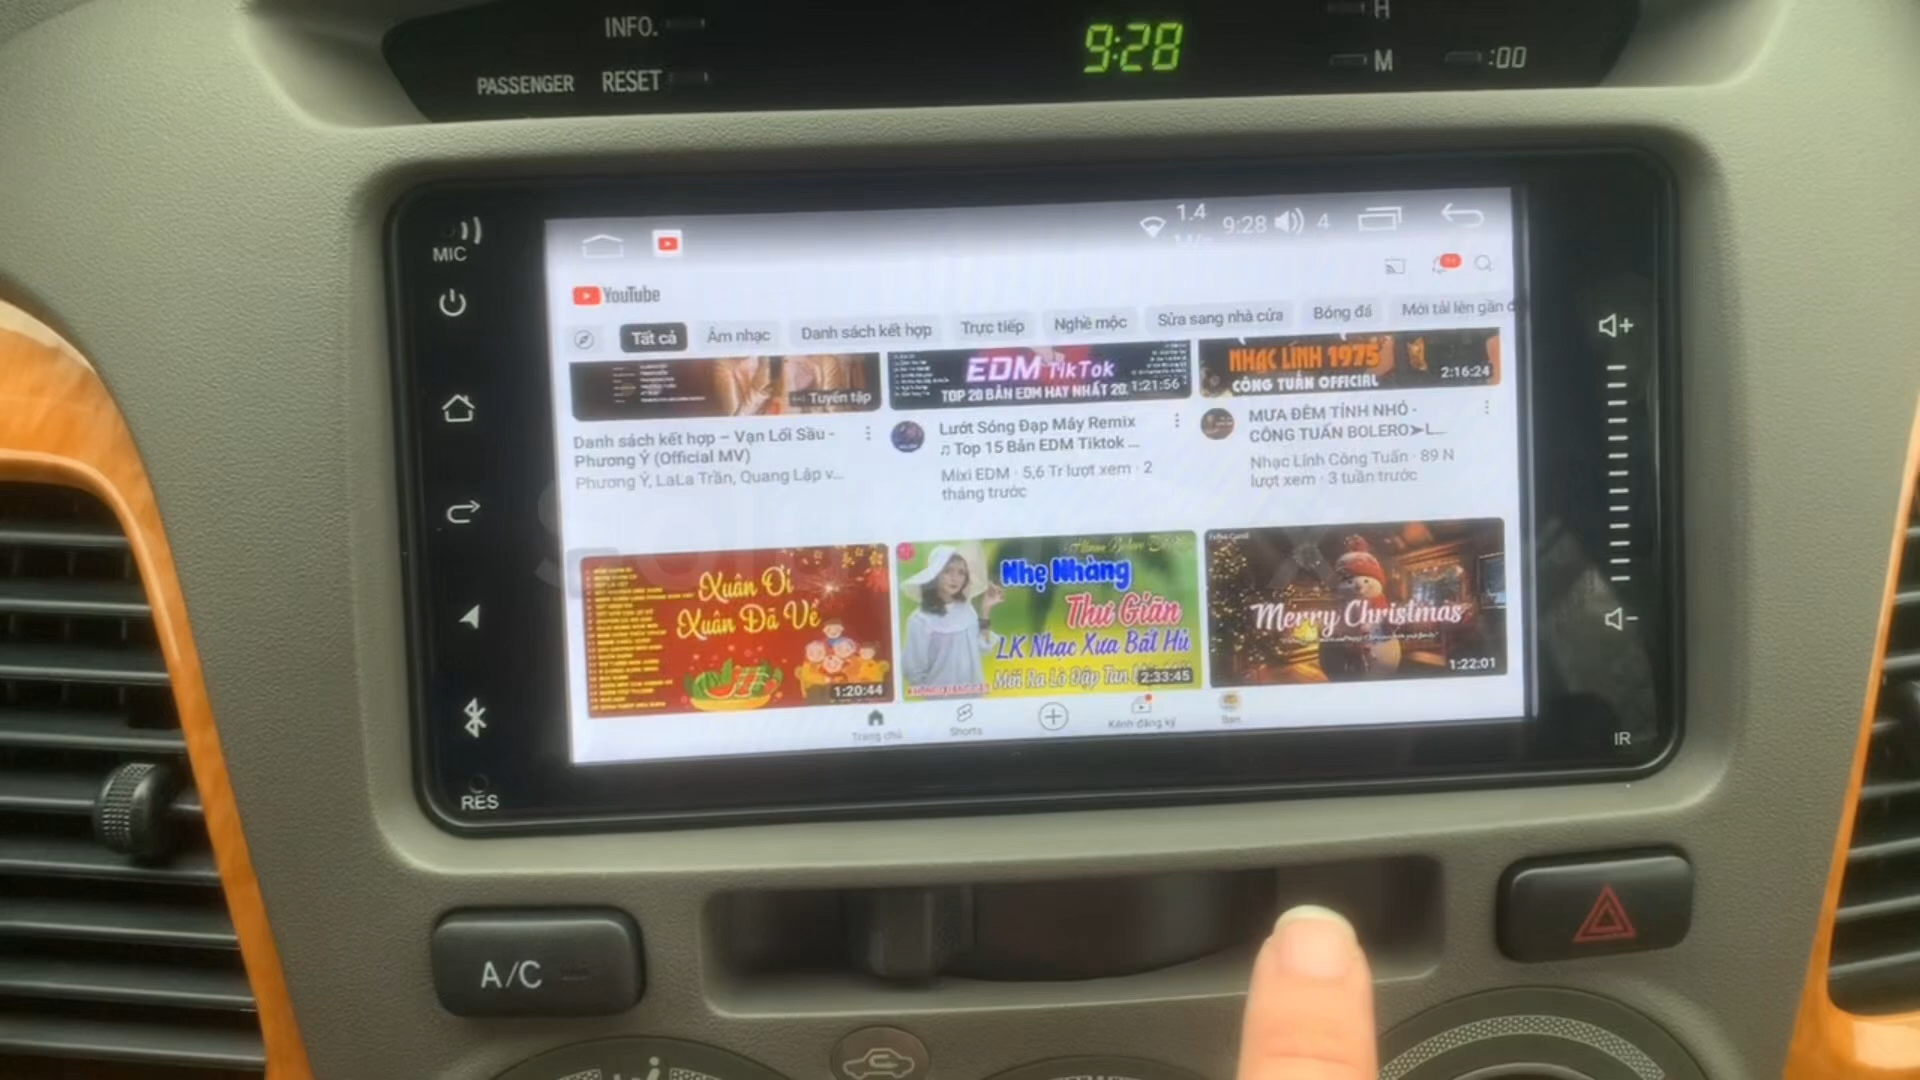 INFO.
9:28
H
PASSENGER
RESET
M
:00
MIC
1.4
9:28
4
YouTube
Tất cả
Âm nhạc
Danh sách kết hợp
Trực tiếp
Nghề mộc
Sửa sang nhà cửa
Bóng đá
Mới tải lên gần đ
Tuyển tập
EDM TikTok
TOP 20 BẢN EDM HAY NHẤT 20
1:21:56
NHẠC LÍNH 1975
CÔNG TUẤN OFFICIAL
2:16:24
Danh sách kết hợp – Vạn Lối Sầu -
Phương Ý (Official MV)
Phương Ý, LaLa Trần, Quang Lập v...
Lướt Sóng Đạp Mây Remix
♫ Top 15 Bản EDM Tiktok ...
Mixi EDM · 5,6 Tr lượt xem · 2
tháng trước
MƯA ĐÊM TỈNH NHỎ -
CÔNG TUẤN BOLERO➤L...
Nhạc Lính Công Tuấn · 89 N
lượt xem · 3 tuần trước
Xuân Ơi
Xuân Đã Về
1:20:44
Nhẹ Nhàng
Thư Giãn
LK Nhạc Xưa Bất Hủ
Mới Ra Lò Đập Tan
2:33:45
Merry Christmas
1:22:01
Trang chủ
Shorts
Kênh đăng ký
Bạn
RES
IR
A/C